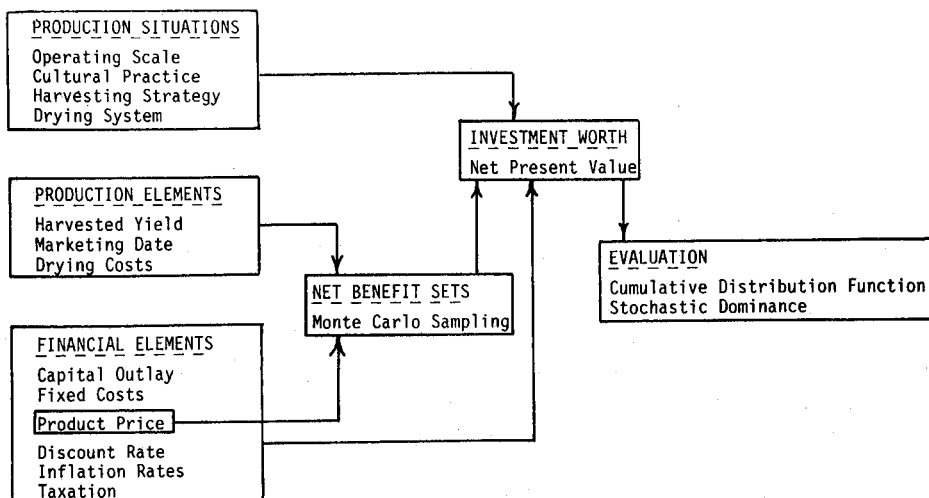 PRODUCTION SITUATIONS
Operating Scale
Cultural Practice
Harvesting Strategy
Drying System
INVESTMENT WORTH
Net Present Value
PRODUCTION ELEMENTS
Harvested Yield
Marketing Date
Drying Costs
EVALUATION
Cumulative Distribution Function
Stochastic Dominance
NET BENEFIT SETS
Monte Carlo Sampling
FINANCIAL ELEMENTS
Capital Outlay
Fixed Costs
Product Price
Discount Rate
Inflation Rates
Taxation